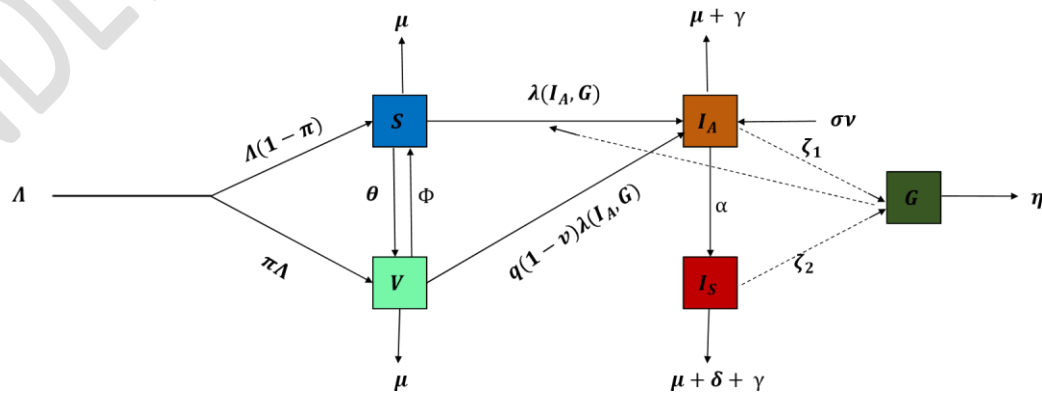 μ
μ + γ
λ(I_A, G)
S
I_A
σν
Λ(1 − π)
ζ₁
θ
Φ
α
G
η
Λ
q(1 − v)λ(I_A, G)
πΛ
V
I_S
ζ₂
μ
μ + δ + γ